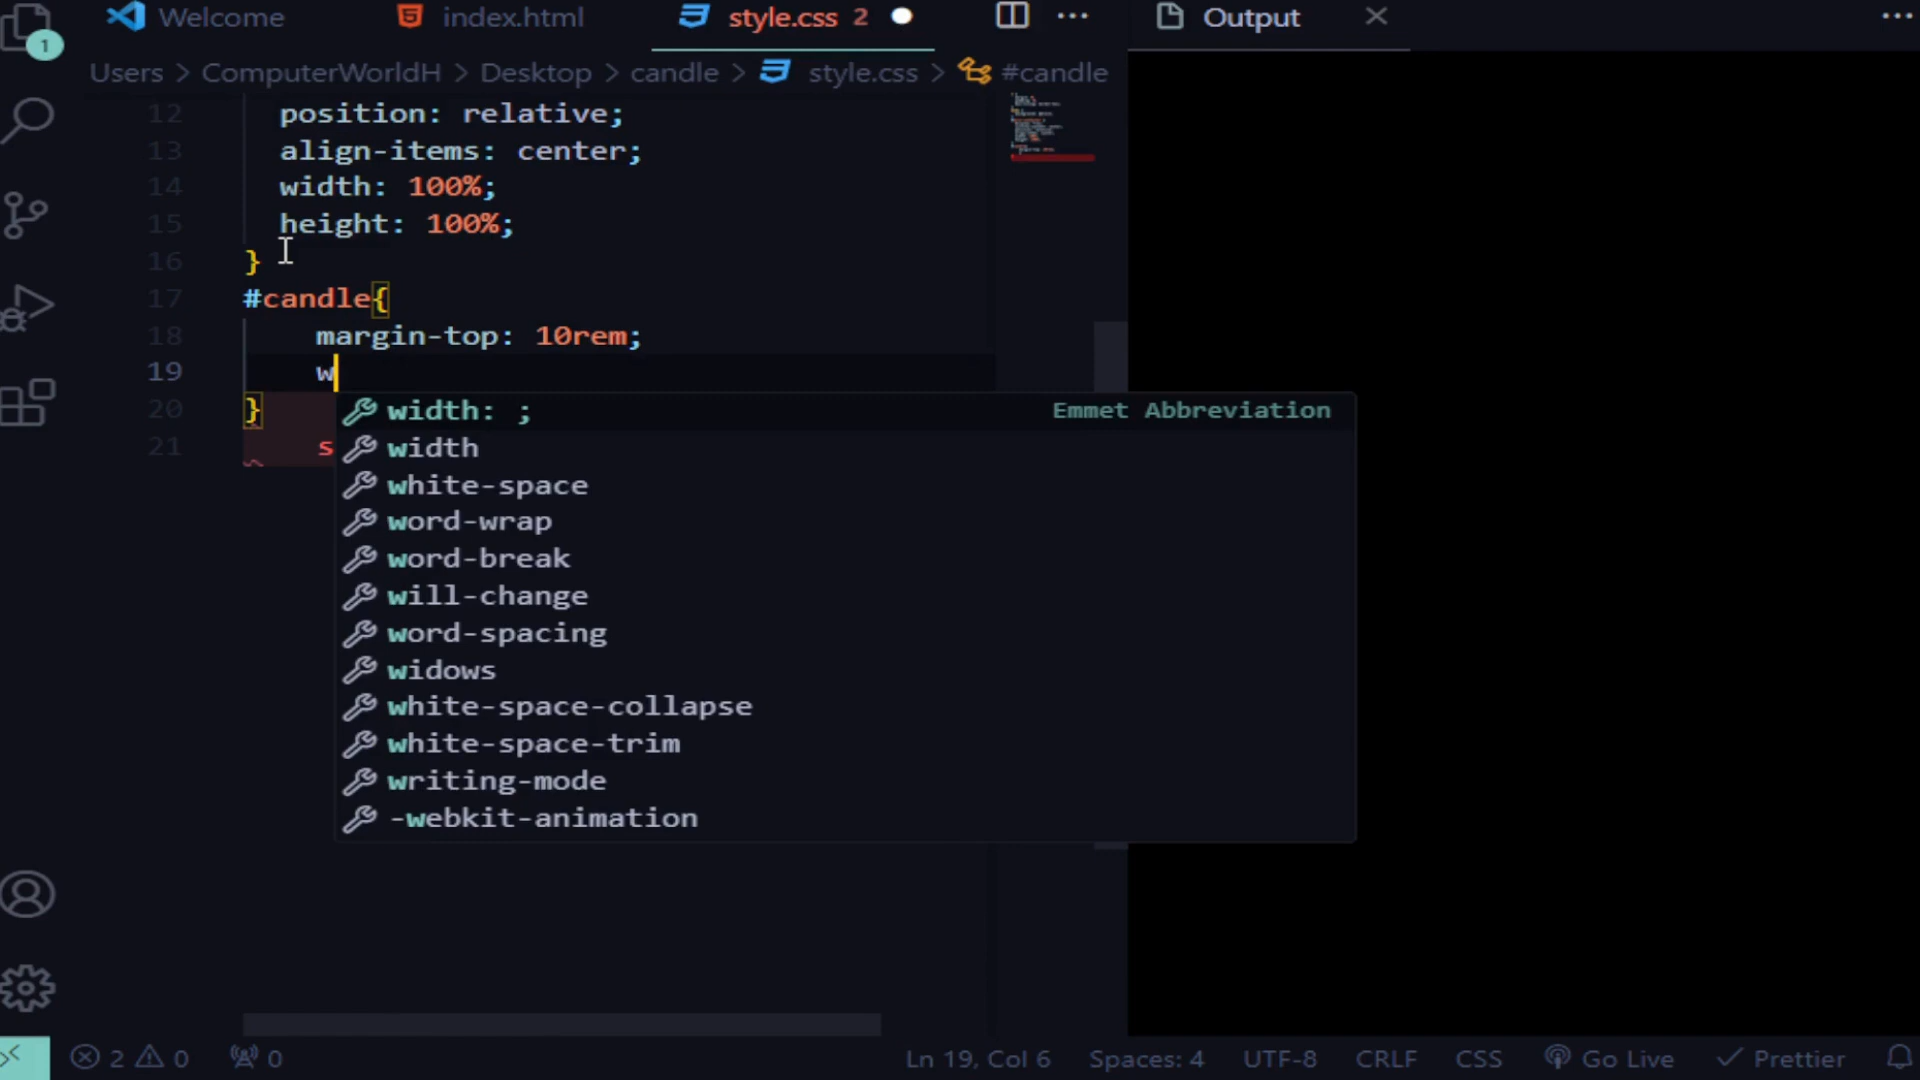 Welcome index.html style.css 2 Output
1
Users > ComputerWorldH > Desktop > candle > style.css > #candle
12 position: relative;
13 align-items: center;
14 width: 100%;
15 height: 100%;
16 }
17 #candle{
18 margin-top: 10rem;
19 w
20 }
21 s
width: ; Emmet Abbreviation
width
white-space
word-wrap
word-break
will-change
word-spacing
widows
white-space-collapse
white-space-trim
writing-mode
-webkit-animation
2 0 0 Ln 19, Col 6 Spaces: 4 UTF-8 CRLF CSS Go Live Prettier